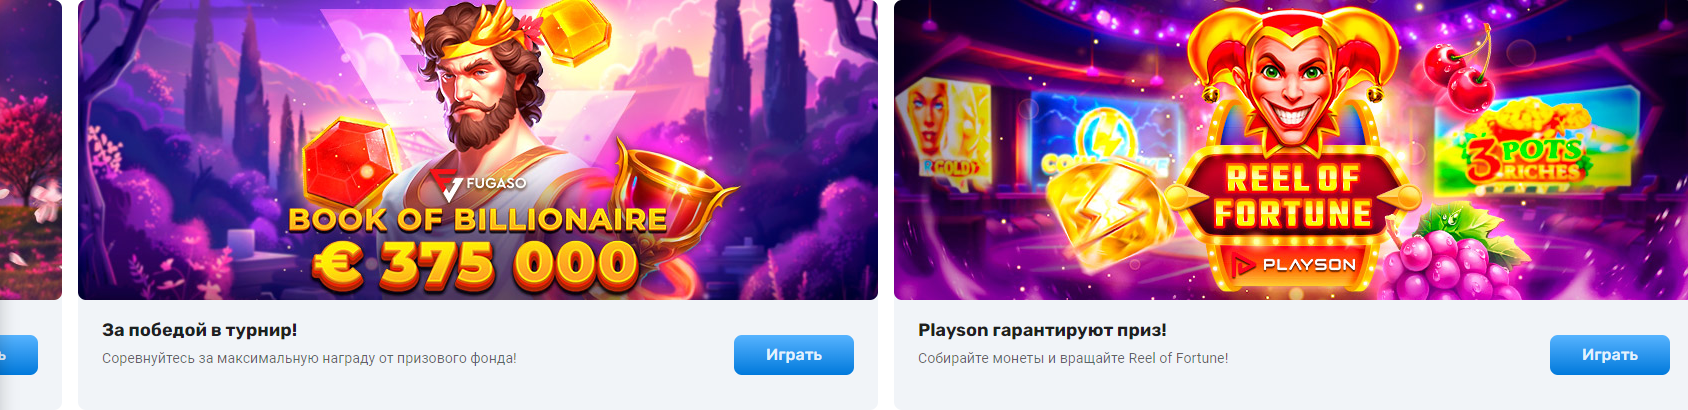 ь
FUGASO
BOOK OF BILLIONAIRE
€ 375 000
За победой в турнир!
Соревнуйтесь за максимальную награду от призового фонда!
Играть
GOLD
3 POTS
RICHES
REEL OF
FORTUNE
PLAYSON
Playson гарантируют приз!
Собирайте монеты и вращайте Reel of Fortune!
Играть